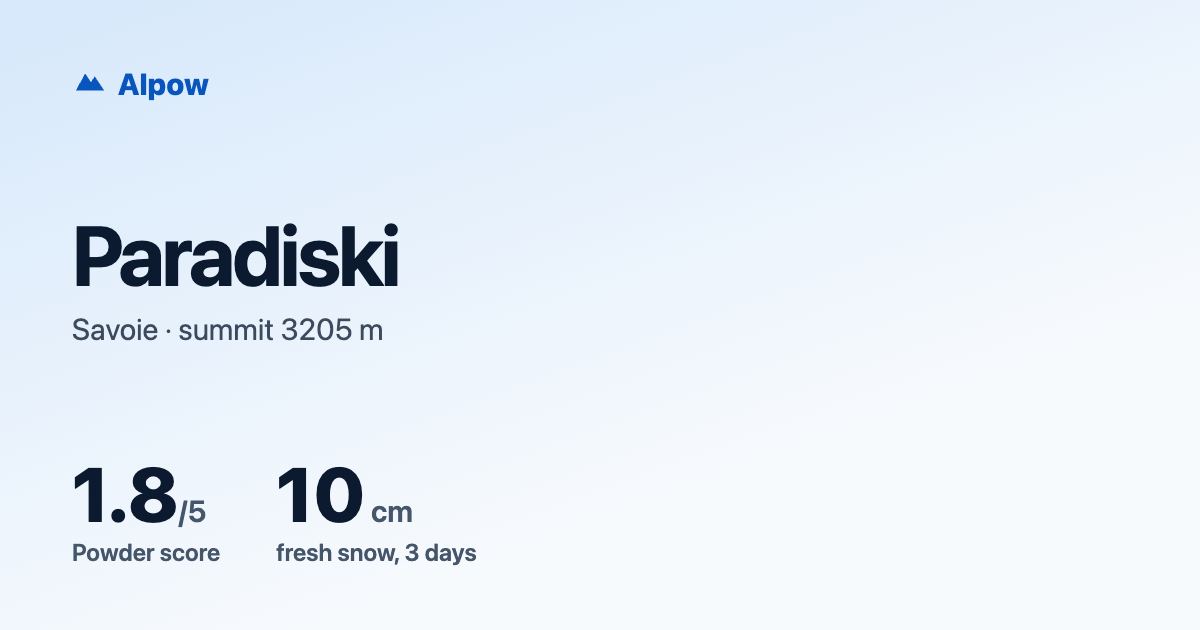 Alpow
Paradiski
Savoie · summit 3205 m
1.8/5
Powder score
10 cm
fresh snow, 3 days